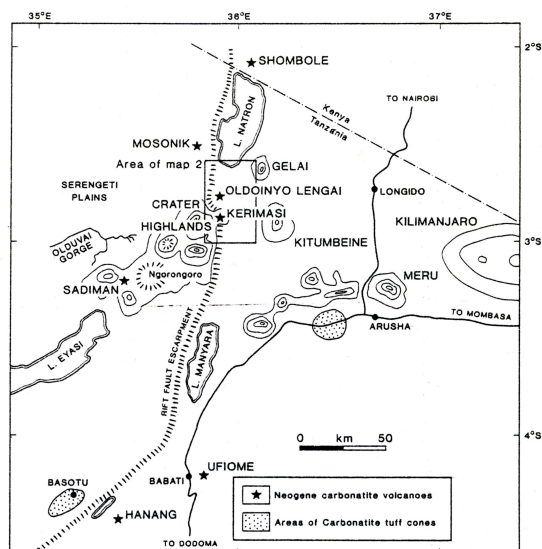 35°E
36°E
37°E
2°S
SHOMBOLE
L. NATRON
TO NAIROBI
Kenya
Tanzania
MOSONIK
Area of map 2
GELAI
SERENGETI
PLAINS
OLDOINYO LENGAI
LONGIDO
CRATER
HIGHLANDS
KERIMASI
KILIMANJARO
OLDUVAI
GORGE
KITUMBEINE
3°S
Ngorongoro
SADIMAN
MERU
TO MOMBASA
ARUSHA
L. EYASI
RIFT FAULT ESCARPMENT
L. MANYARA
4°S
0 km 50
UFIOME
BABATI
BASOTU
HANANG
TO DODOMA
Neogene carbonatite volcanoes
Areas of Carbonatite tuff cones